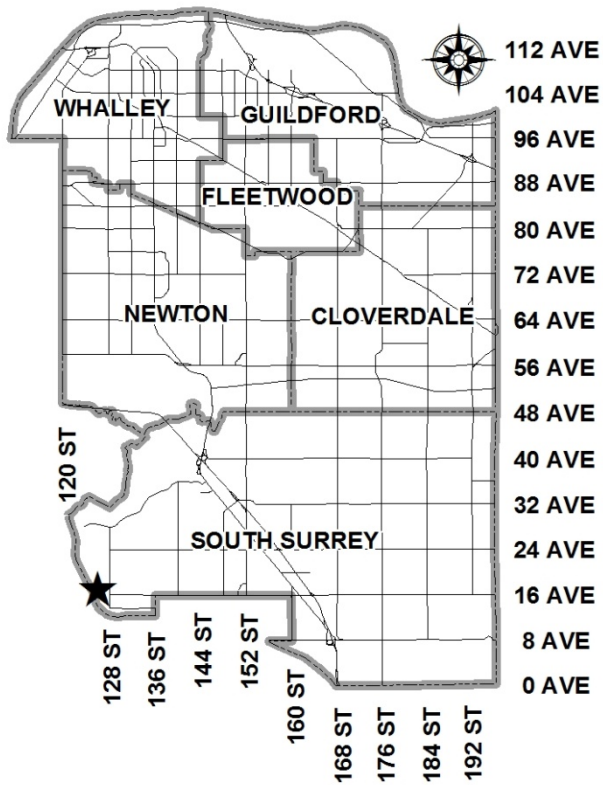 112 AVE
104 AVE
WHALLEY
GUILDFORD
96 AVE
88 AVE
FLEETWOOD
80 AVE
72 AVE
NEWTON
CLOVERDALE
64 AVE
56 AVE
48 AVE
120 ST
40 AVE
32 AVE
SOUTH SURREY
24 AVE
16 AVE
8 AVE
0 AVE
128 ST
136 ST
144 ST
152 ST
160 ST
168 ST
176 ST
184 ST
192 ST